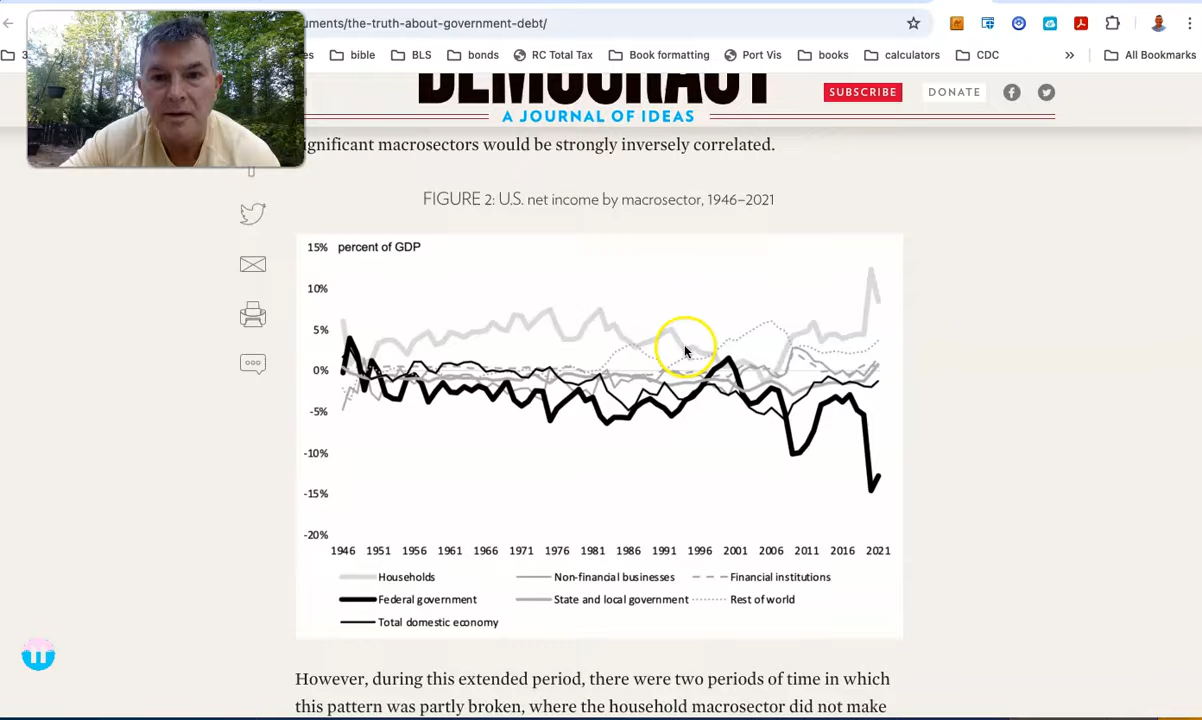 uments/the-truth-about-government-debt/
bible
BLS
bonds
RC Total Tax
Book formatting
Port Vis
books
calculators
CDC
»
All Bookmarks
DEMOCRACY
A JOURNAL OF IDEAS
SUBSCRIBE
DONATE
ignificant macrosectors would be strongly inversely correlated.
FIGURE 2: U.S. net income by macrosector, 1946–2021
15% percent of GDP
10%
5%
0%
-5%
-10%
-15%
-20%
1946 1951 1956 1961 1966 1971 1976 1981 1986 1991 1996 2001 2006 2011 2016 2021
Households Non-financial businesses Financial institutions
Federal government State and local government Rest of world
Total domestic economy
However, during this extended period, there were two periods of time in which
this pattern was partly broken, where the household macrosector did not make